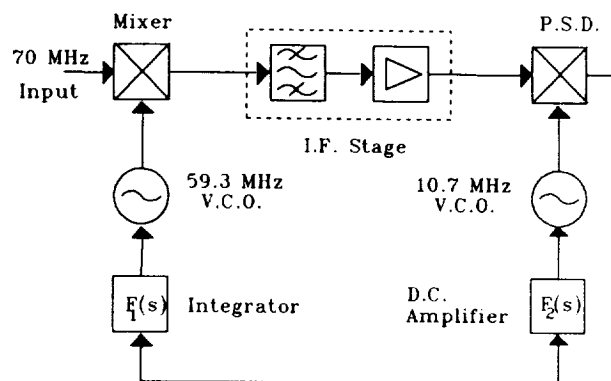 Mixer
P.S.D.
70 MHz
Input
I.F. Stage
59.3 MHz
V.C.O.
10.7 MHz
V.C.O.
F1(s)
Integrator
D.C.
Amplifier
F2(s)